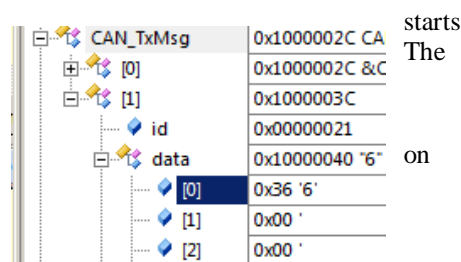 starts
CAN_TxMsg 0x1000002C CA
The
[0] 0x1000002C &C
[1] 0x1000003C
id 0x00000021
data 0x10000040 "6" on
[0] 0x36 '6'
[1] 0x00 '
[2] 0x00 '